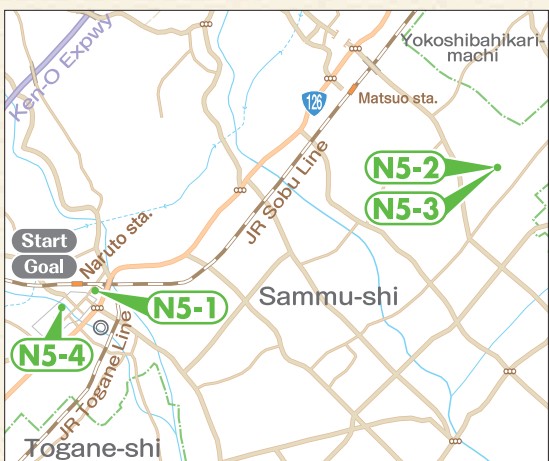 Yokoshibahikari-
machi
Ken-O Expwy
126
Matsuo sta.
N5-2
N5-3
JR Sobu Line
Naruto sta.
Start
Goal
N5-1
Sammu-shi
N5-4
JR Togane Line
Togane-shi